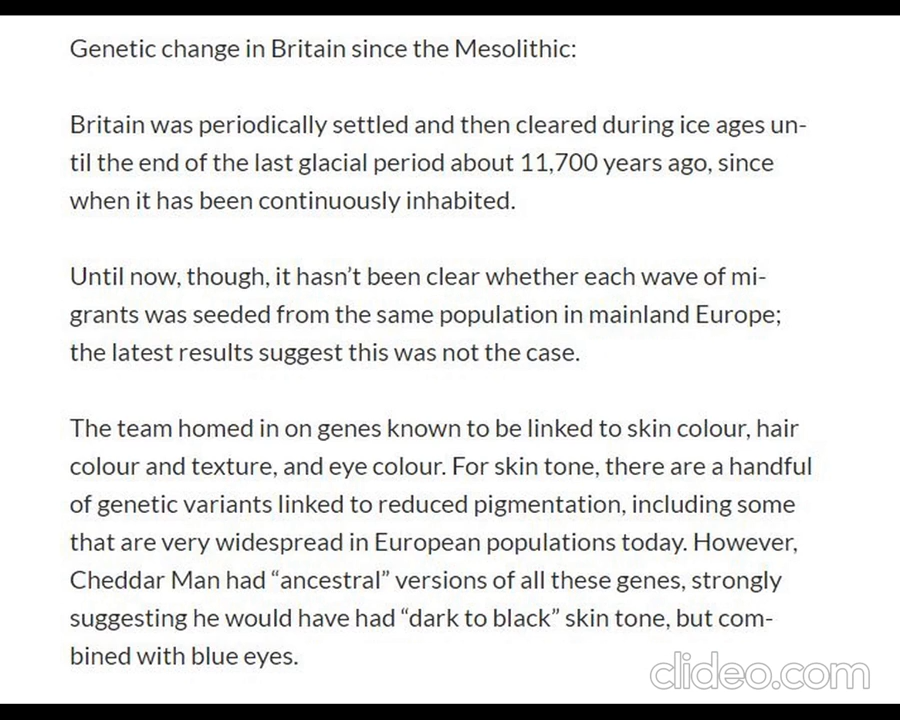 Genetic change in Britain since the Mesolithic:
Britain was periodically settled and then cleared during ice ages un-
til the end of the last glacial period about 11,700 years ago, since
when it has been continuously inhabited.
Until now, though, it hasn't been clear whether each wave of mi-
grants was seeded from the same population in mainland Europe;
the latest results suggest this was not the case.
The team homed in on genes known to be linked to skin colour, hair
colour and texture, and eye colour. For skin tone, there are a handful
of genetic variants linked to reduced pigmentation, including some
that are very widespread in European populations today. However,
Cheddar Man had “ancestral” versions of all these genes, strongly
suggesting he would have had “dark to black” skin tone, but com-
bined with blue eyes.
clideo.com